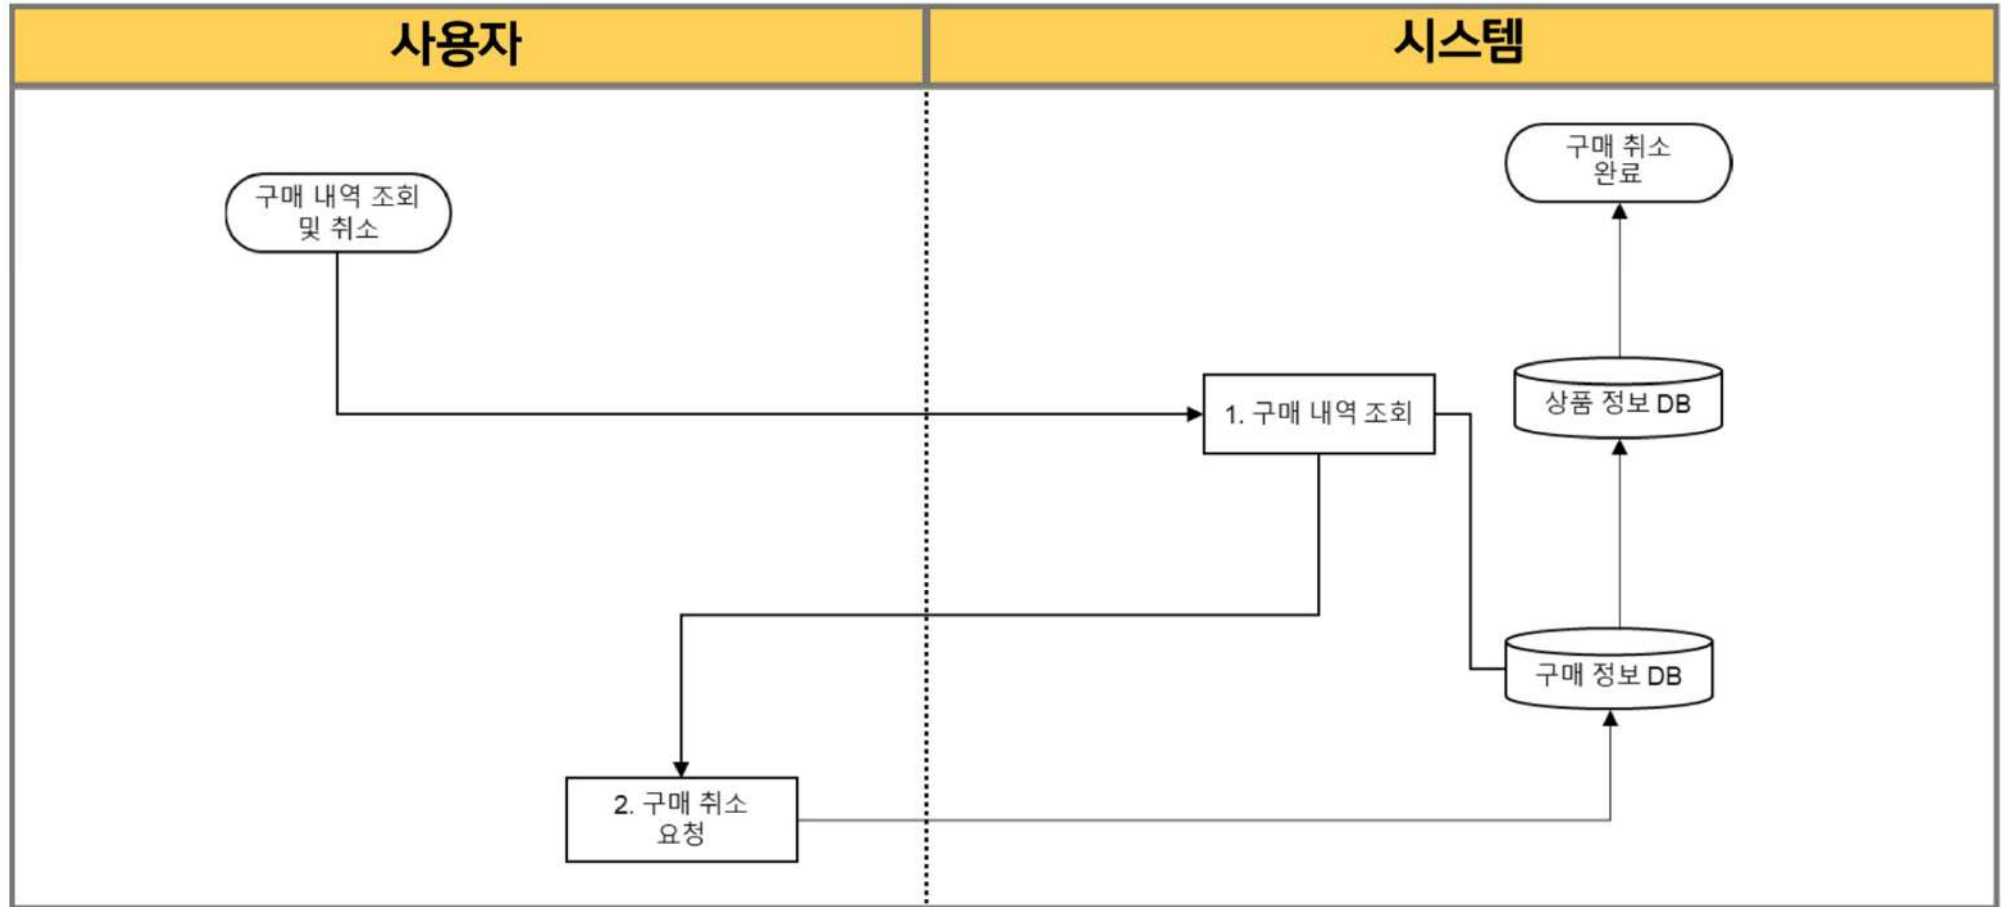 사용자
시스템
구매 내역 조회
및 취소
구매 취소
완료
1. 구매 내역 조회
상품 정보 DB
구매 정보 DB
2. 구매 취소
요청